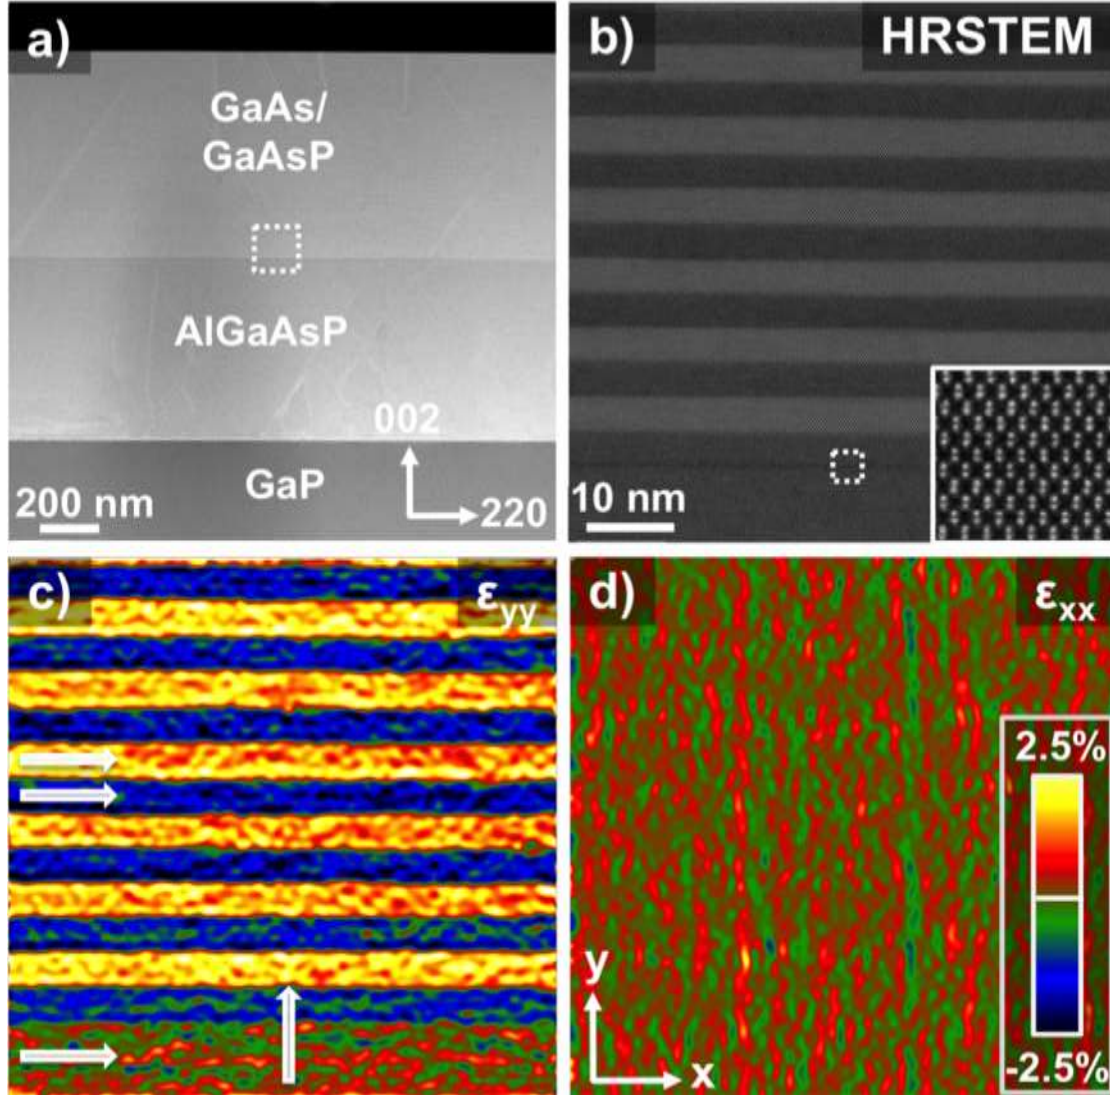 a)
GaAs/
GaAsP
AlGaAsP
002
GaP
200 nm
220
b)
HRSTEM
10 nm
c)
εyy
d)
εxx
2.5%
-2.5%
y
x